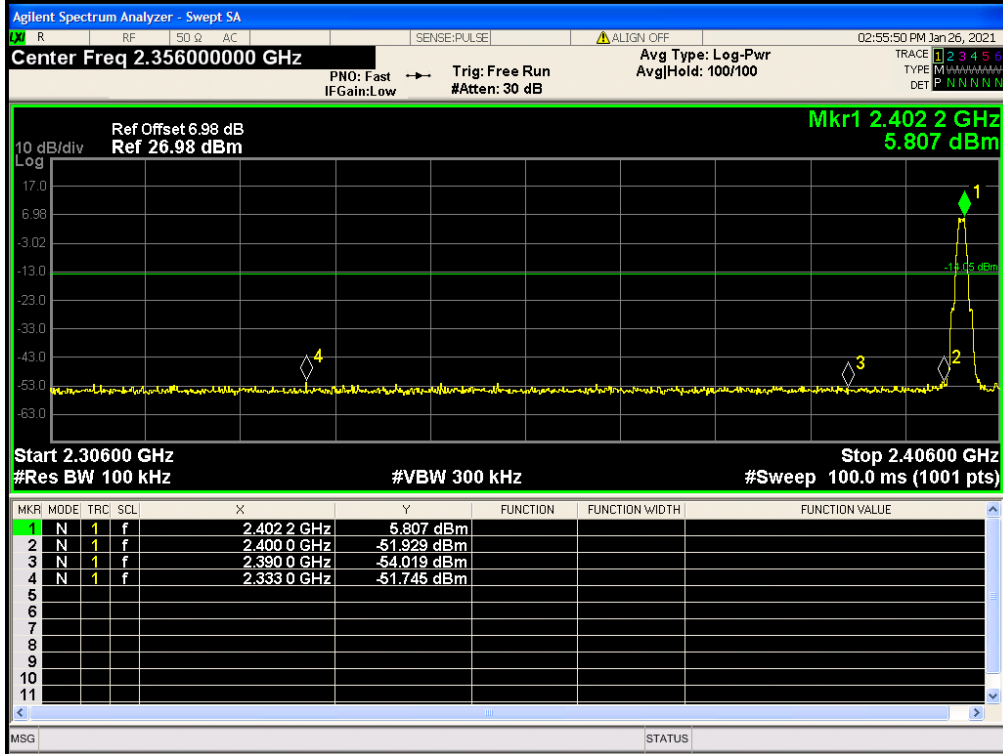 Agilent Spectrum Analyzer - Swept SA
LXI R RF 50 Ω AC SENSE:PULSE ALIGN OFF 02:55:50 PM Jan 26, 2021
Center Freq 2.356000000 GHz
PNO: Fast
IFGain:Low
Trig: Free Run
#Atten: 30 dB
Avg Type: Log-Pwr
Avg|Hold: 100/100
TRACE 1 2 3 4 5 6
TYPE M
DET P N N N N N
Mkr1 2.402 2 GHz
5.807 dBm
Ref Offset 6.98 dB
10 dB/div Ref 26.98 dBm
Log
17.0
6.98
-3.02
-13.0
-23.0
-33.0
-43.0
-53.0
-63.0
1
-14.05 dBm
4
3
2
Start 2.30600 GHz Stop 2.40600 GHz
#Res BW 100 kHz #VBW 300 kHz #Sweep 100.0 ms (1001 pts)
MKR MODE TRC SCL X Y FUNCTION FUNCTION WIDTH FUNCTION VALUE
1 N 1 f 2.402 2 GHz 5.807 dBm
2 N 1 f 2.400 0 GHz -51.929 dBm
3 N 1 f 2.390 0 GHz -54.019 dBm
4 N 1 f 2.333 0 GHz -51.745 dBm
5
6
7
8
9
10
11
MSG STATUS